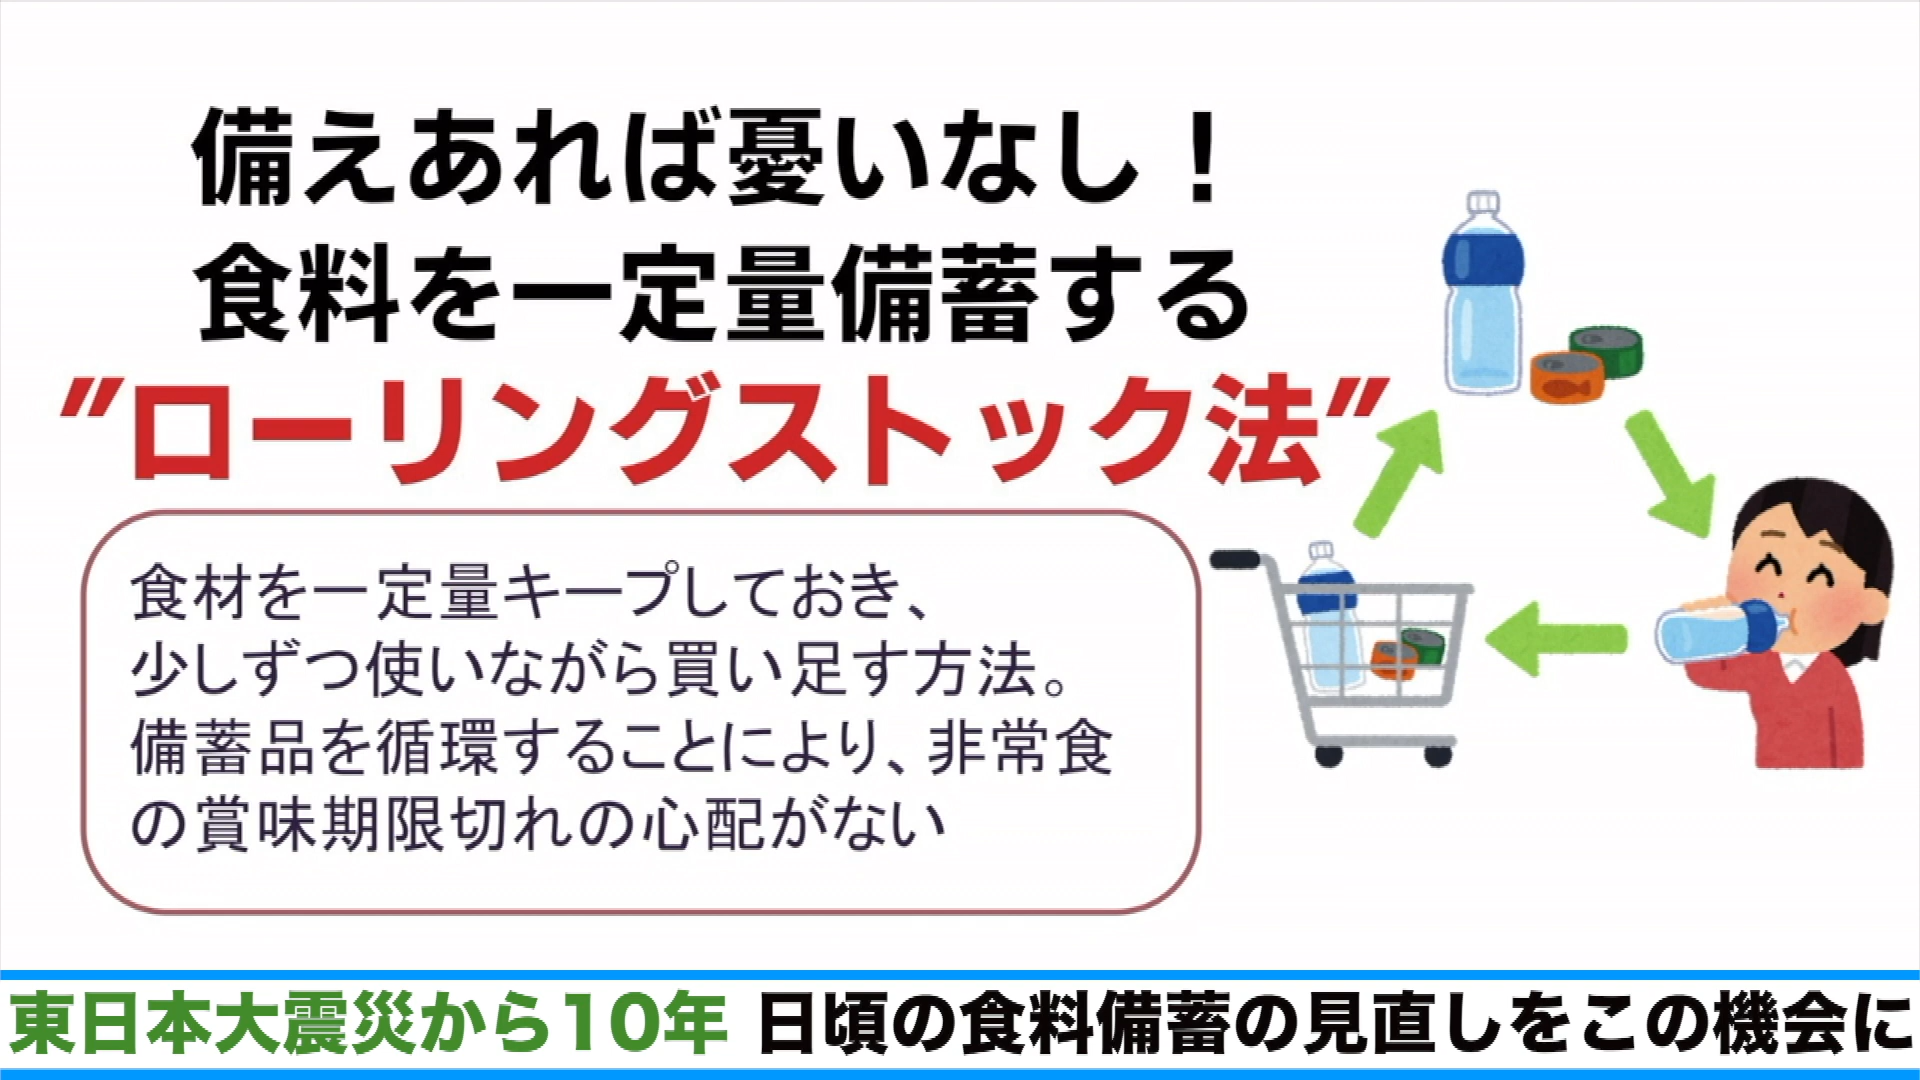 備えあれば憂いなし！
食料を一定量備蓄する
”ローリングストック法”
食材を一定量キープしておき、
少しずつ使いながら買い足す方法。
備蓄品を循環することにより、非常食
の賞味期限切れの心配がない
東日本大震災から10年 日頃の食料備蓄の見直しをこの機会に